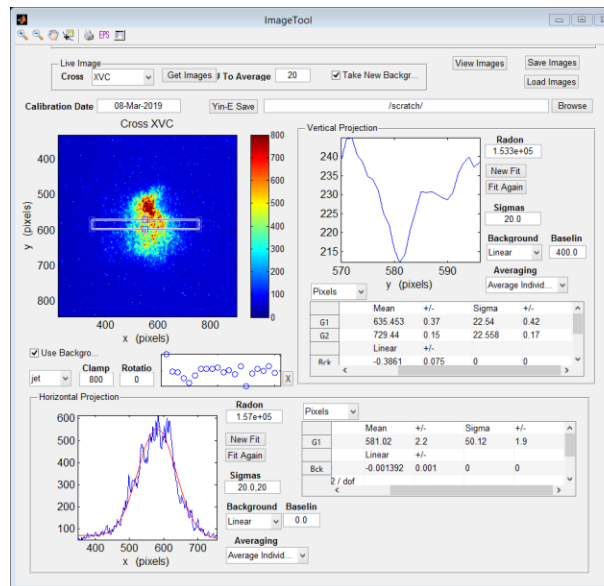 ImageTool
EPS
Live Image
Cross XVC Get Images # To Average 20 Take New Backgr...
View Images Save Images
Load Images
Calibration Date 08-Mar-2019 Yin-E Save /scratch/ Browse
Cross XVC
400
500
600
700
800
y (pixels)
400 600 800
x (pixels)
800
700
600
500
400
300
200
100
0
Vertical Projection
245
240
235
230
225
220
215
570 580 590
y (pixels)
Radon
1.533e+05
New Fit
Fit Again
Sigmas
20.0
Background Baselin
Linear 400.0
Averaging
Average Individ...
Pixels
Mean +/- Sigma +/-
G1 635.453 0.37 22.54 0.42
G2 729.44 0.15 22.558 0.17
Linear +/-
Bck -0.3861 0.075 0 0
Use Backgro...
Clamp Rotatio
jet 800 0
X
Horizontal Projection
600
500
400
300
200
100
400 500 600 700
x (pixels)
Radon
1.57e+05
New Fit
Fit Again
Sigmas
20.0,20
Background Baselin
Linear 0.0
Averaging
Average Individ...
Pixels
Mean +/- Sigma +/-
G1 581.02 2.2 50.12 1.9
Linear +/-
Bck -0.001392 0.001 0 0
2 / dof